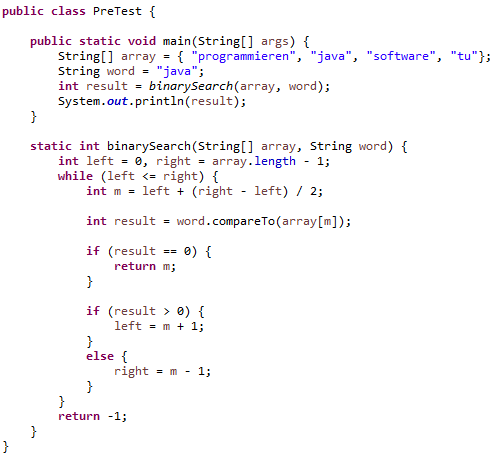 public class PreTest {
public static void main(String[] args) {
String[] array = { "programmieren", "java", "software", "tu"};
String word = "java";
int result = binarySearch(array, word);
System.out.println(result);
}
static int binarySearch(String[] array, String word) {
int left = 0, right = array.length - 1;
while (left <= right) {
int m = left + (right - left) / 2;
int result = word.compareTo(array[m]);
if (result == 0) {
return m;
}
if (result > 0) {
left = m + 1;
}
else {
right = m - 1;
}
}
return -1;
}
}